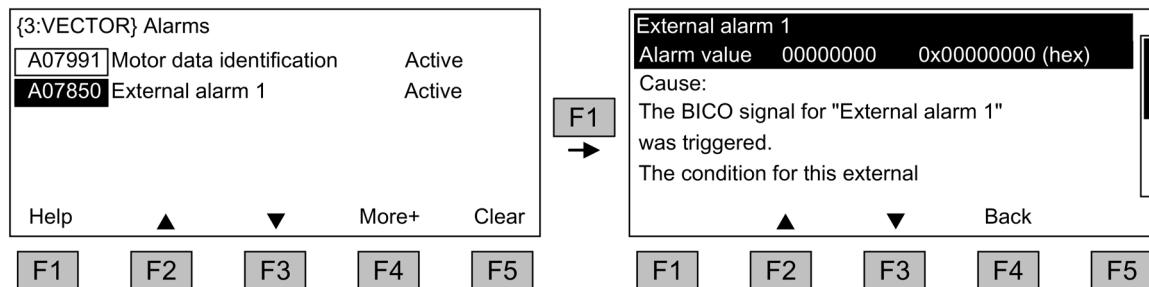 {3:VECTOR} Alarms
A07991 Motor data identification Active
A07850 External alarm 1 Active
Help ▲ ▼ More+ Clear
F1 F2 F3 F4 F5
F1
External alarm 1
Alarm value 00000000 0x00000000 (hex)
Cause:
The BICO signal for "External alarm 1"
was triggered.
The condition for this external
▲ ▼ Back
F1 F2 F3 F4 F5